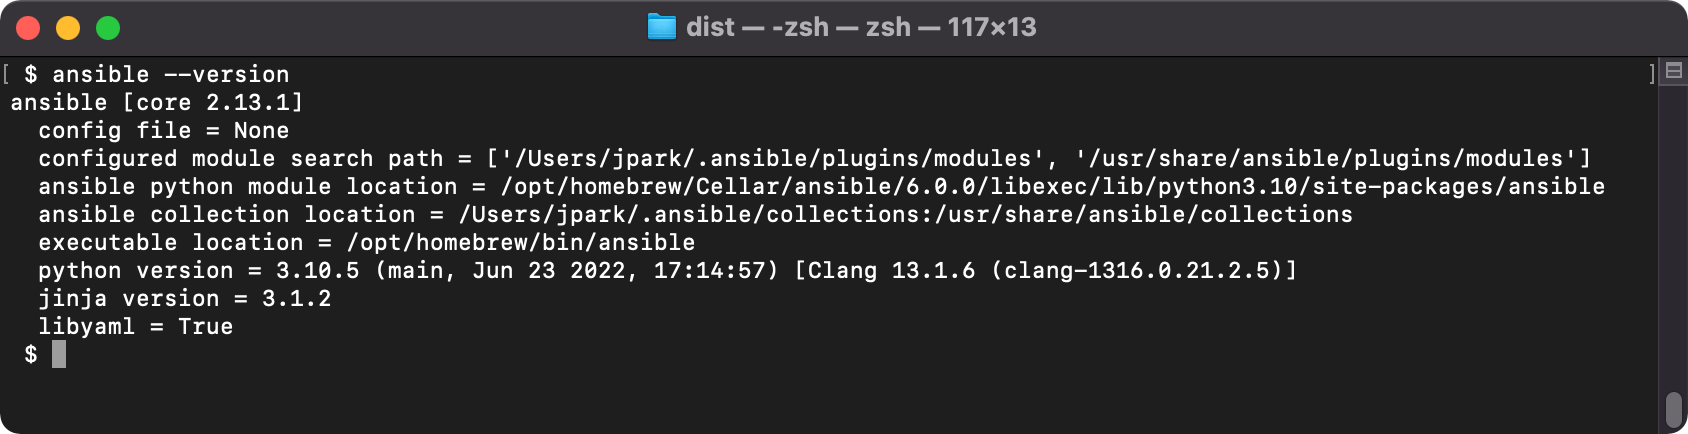 dist — -zsh — zsh — 117×13
[ $ ansible --version ]
ansible [core 2.13.1]
  config file = None
  configured module search path = ['/Users/jpark/.ansible/plugins/modules', '/usr/share/ansible/plugins/modules']
  ansible python module location = /opt/homebrew/Cellar/ansible/6.0.0/libexec/lib/python3.10/site-packages/ansible
  ansible collection location = /Users/jpark/.ansible/collections:/usr/share/ansible/collections
  executable location = /opt/homebrew/bin/ansible
  python version = 3.10.5 (main, Jun 23 2022, 17:14:57) [Clang 13.1.6 (clang-1316.0.21.2.5)]
  jinja version = 3.1.2
  libyaml = True
 $